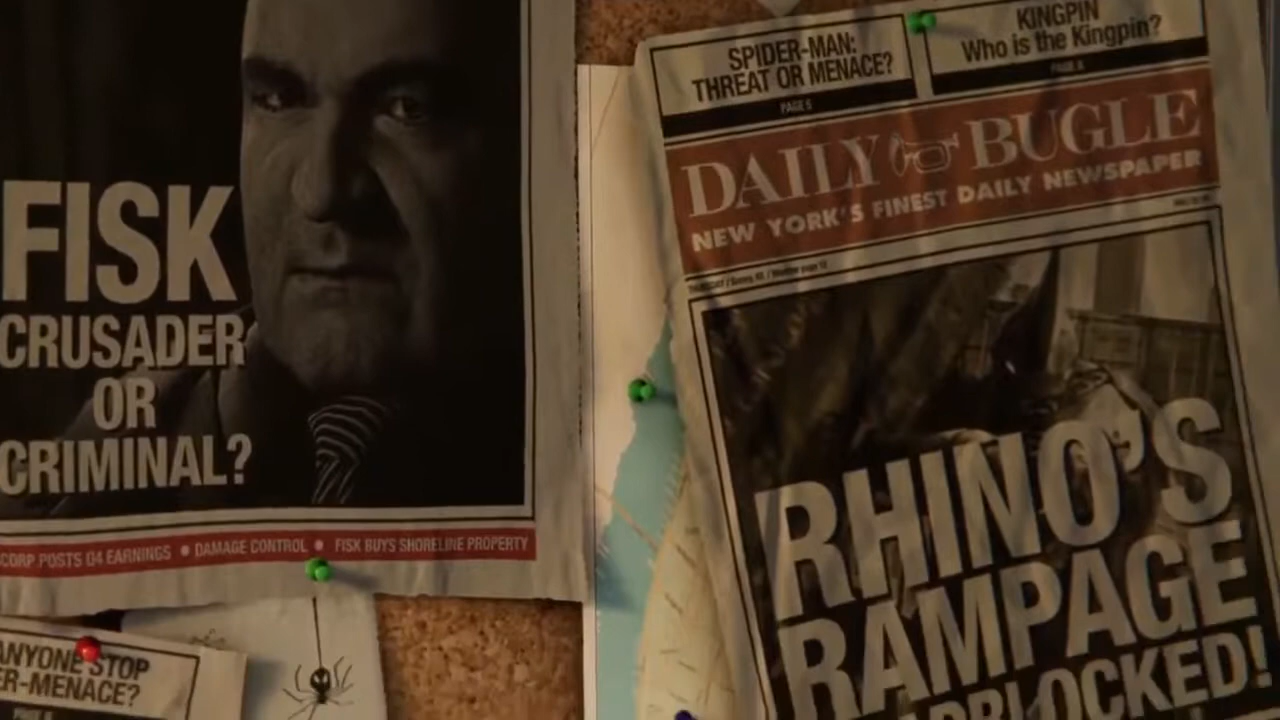 FISK
CRUSADER
OR
CRIMINAL?
CORP POSTS Q4 EARNINGS • DAMAGE CONTROL • FISK BUYS SHORELINE PROPERTY
ANYONE STOP
ER-MENACE?
SPIDER-MAN:
THREAT OR MENACE?
PAGE 5
KINGPIN
Who is the Kingpin?
DAILY BUGLE
NEW YORK'S FINEST DAILY NEWSPAPER
RHINO'S
RAMPAGE
BLOCKED!